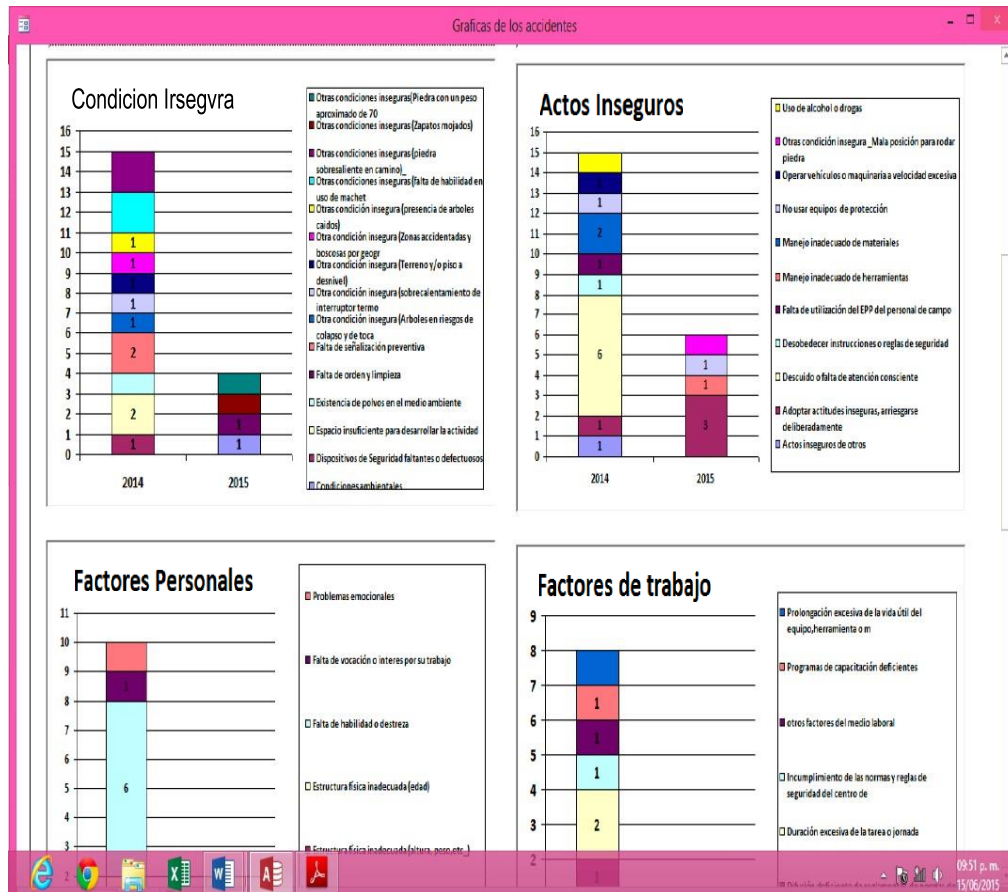 Graficas de los accidentes
Condicion Irsegvra
16
15
14
13
12
11
10
9
8
7
6
5
4
3
2
1
0
1
1
1
1
1
2
2
1
1
1
2014
2015
Otras condiciones inseguras(Piedra con un peso
aproximado de 70
Otras condiciones inseguras (Zapatos mojados)
Otras condiciones inseguras (piedra
sobresaliente en camino)_
Otras condiciones inseguras (falta de habilidad en
uso de machet
Otras condición insegura (presencia de arboles
caidos)
Otra condición insegura (Zonas accidentadas y
boscosas por geogr
Otra condición insegura (Terreno y/o piso a
desnivel)
Otra condición insegura (sobrecalentamiento de
interruptor termo
Otra condición insegura (Arboles en riesgos de
colapso y de toca
Falta de señalización preventiva
Falta de orden y limpieza
Existencia de polvos en el medio ambiente
Espacio insuficiente para desarrollar la actividad
Dispositivos de Seguridad faltantes o defectuosos
Condiciones ambientales
Actos Inseguros
16
15
14
13
12
11
10
9
8
7
6
5
4
3
2
1
0
1
1
2
1
1
6
1
1
1
1
3
2014
2015
Uso de alcohol o drogas
Otras condición insegura _Mala posición para rodar
piedra
Operar vehículos o maquinaria a velocidad excesiva
No usar equipos de protección
Manejo inadecuado de materiales
Manejo inadecuado de herramientas
Falta de utilización del EPP del personal de campo
Desobedecer instrucciones o reglas de seguridad
Descuido o falta de atención consciente
Adoptar actitudes inseguras, arriesgarse
deliberadamente
Actos inseguros de otros
Factores Personales
11
10
9
8
7
6
5
4
3
2
1
6
Problemas emocionales
Falta de vocación o interes por su trabajo
Falta de habilidad o destreza
Estructura física inadecuada (edad)
Estructura física inadecuada (altura, peso,etc_)
Factores de trabajo
9
8
7
6
5
4
3
2
1
1
1
2
1
Prolongación excesiva de la vida útil del
equipo,herramienta o m
Programas de capacitación deficientes
otros factores del medio laboral
Incumplimiento de las normas y reglas de
seguridad del centro de
Duración excesiva de la tarea o jornada
09:51 p. m.
15/06/2015